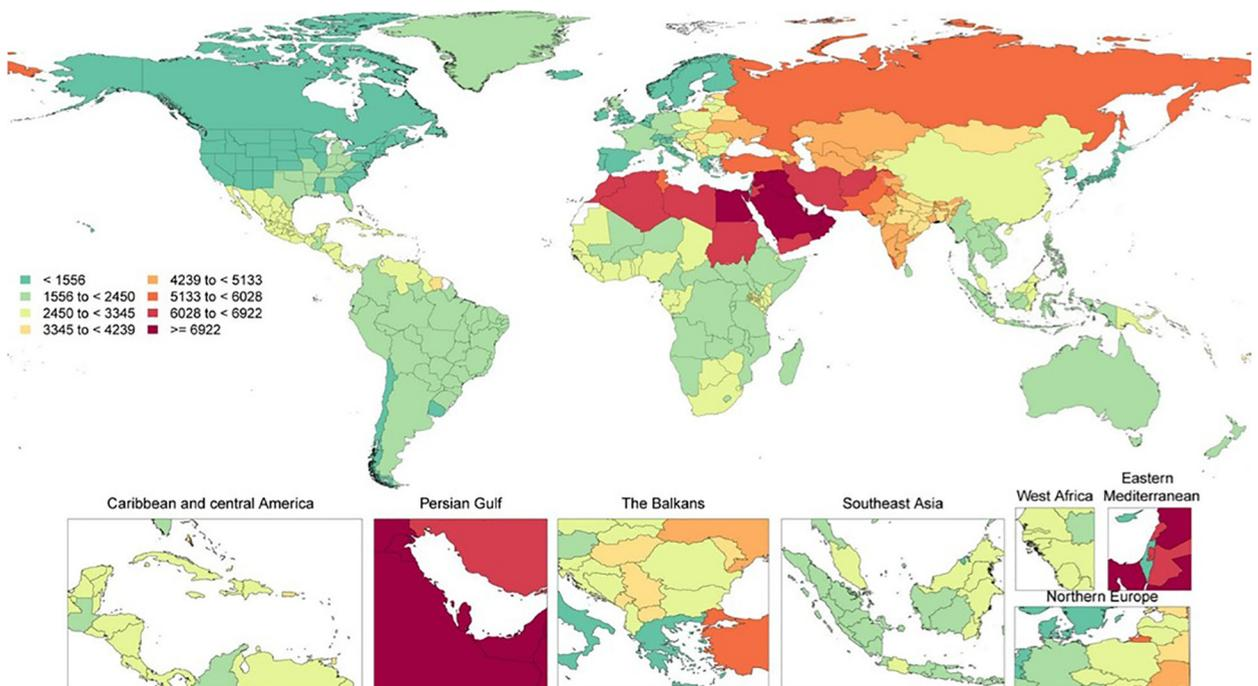 < 1556
1556 to < 2450
2450 to < 3345
3345 to < 4239
4239 to < 5133
5133 to < 6028
6028 to < 6922
>= 6922
Caribbean and central America
Persian Gulf
The Balkans
Southeast Asia
West Africa
Eastern
Mediterranean
Northern Europe